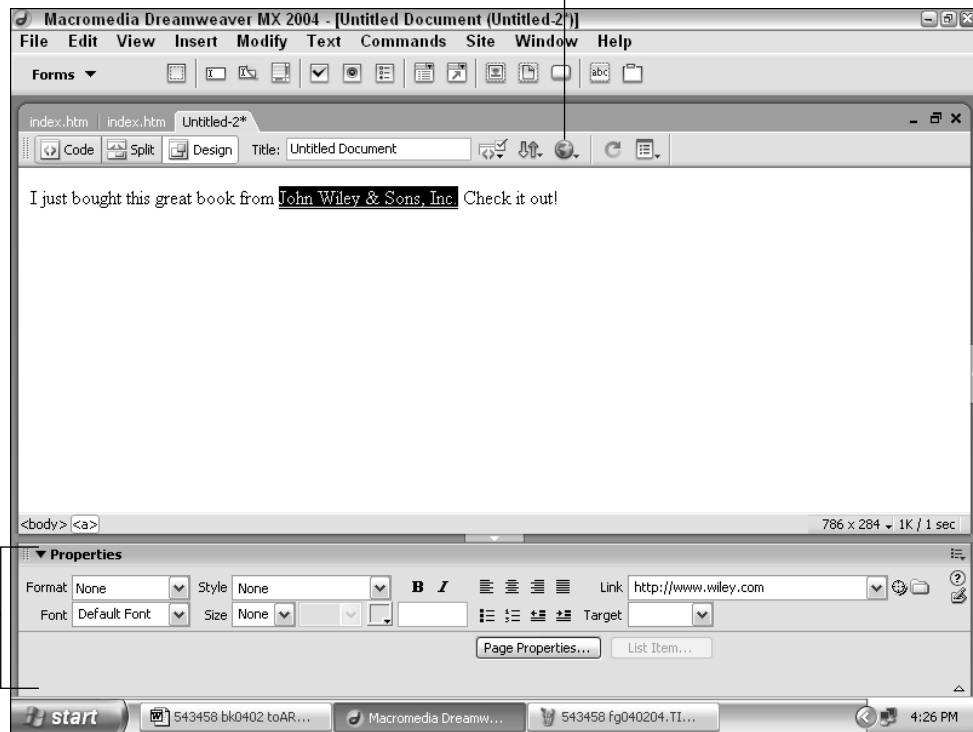 Macromedia Dreamweaver MX 2004 - [Untitled Document (Untitled-2*)]
File Edit View Insert Modify Text Commands Site Window Help
Forms
abc
index.htm index.htm Untitled-2*
Code Split Design Title: Untitled Document
I just bought this great book from John Wiley & Sons, Inc. Check it out!
<body> <a> 786 x 284 1K / 1 sec
Properties
Format None Style None B I Link http://www.wiley.com
Font Default Font Size None Target
Page Properties... List Item...
start 543458 bk0402 toAR... Macromedia Dreamw... 543458 fg040204.TI... 4:26 PM